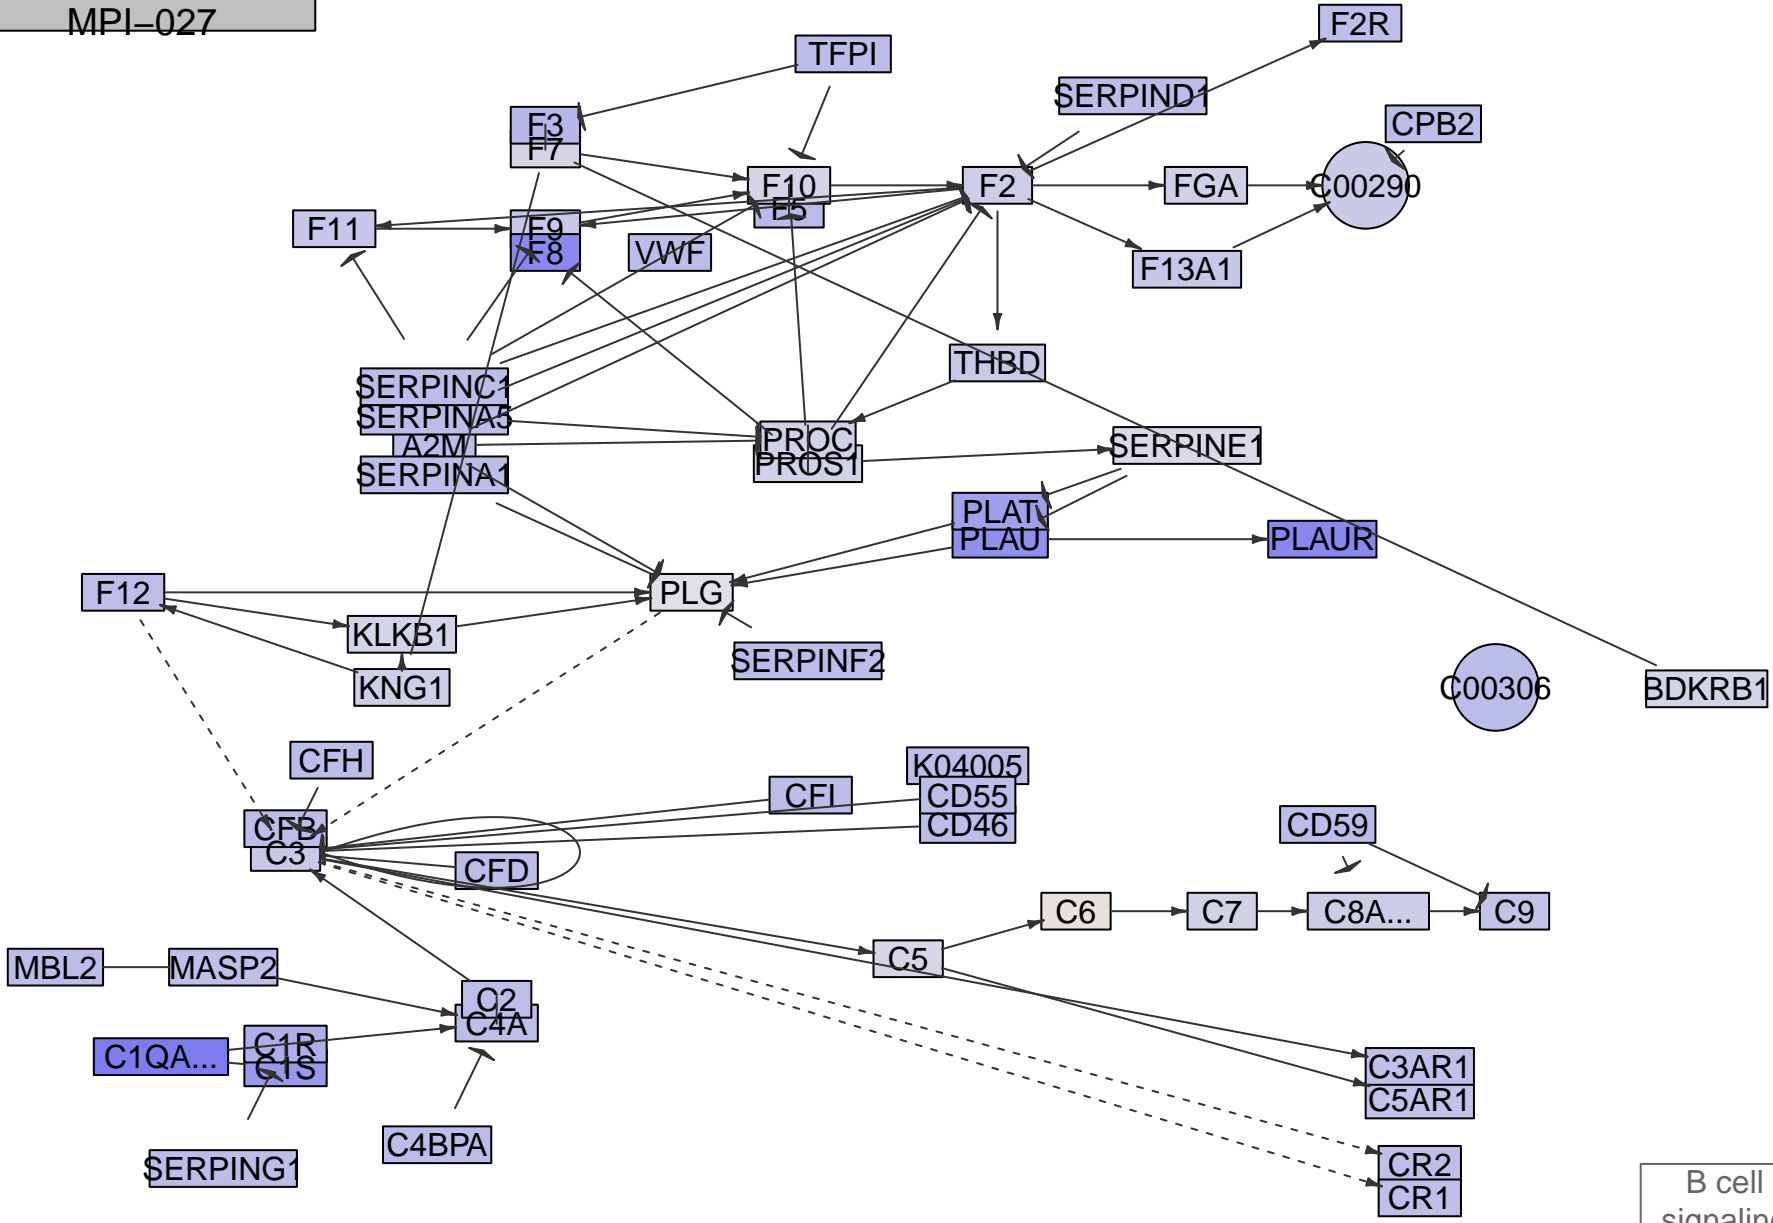 MPI–027
F2R
TFPI
SERPIND1
CPB2
F3
F7
F10
F5
F2
FGA
C00290
F11
F9
F8
VWF
F13A1
THBD
SERPINC1
SERPINA5
A2M
SERPINA1
PROC
PROS1
SERPINE1
PLAT
PLAU
PLAUR
F12
PLG
KLKB1
KNG1
SERPINF2
C00306
BDKRB1
CFH
K04005
CFI
CD55
CD46
CFB
C3
CFD
CD59
C6
C7
C8A...
C9
C5
MBL2
MASP2
C2
C4A
C1QA...
C1R
C1S
C3AR1
C5AR1
C4BPA
SERPING1
CR2
CR1
B cell
signaling